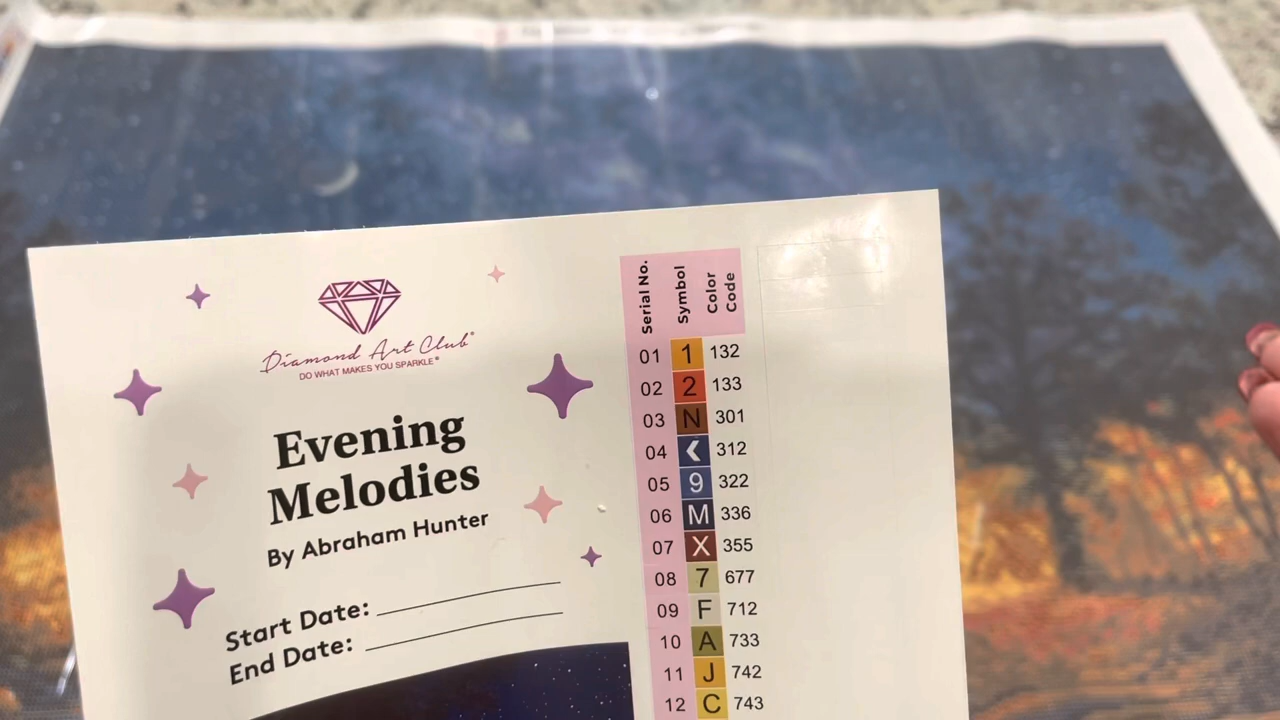 Diamond Art Club®
DO WHAT MAKES YOU SPARKLE®
Evening
Melodies
By Abraham Hunter
Start Date:
End Date:
Serial No. Symbol Color Code
01 1 132
02 2 133
03 N 301
04 ❮ 312
05 9 322
06 M 336
07 X 355
08 7 677
09 F 712
10 A 733
11 J 742
12 C 743